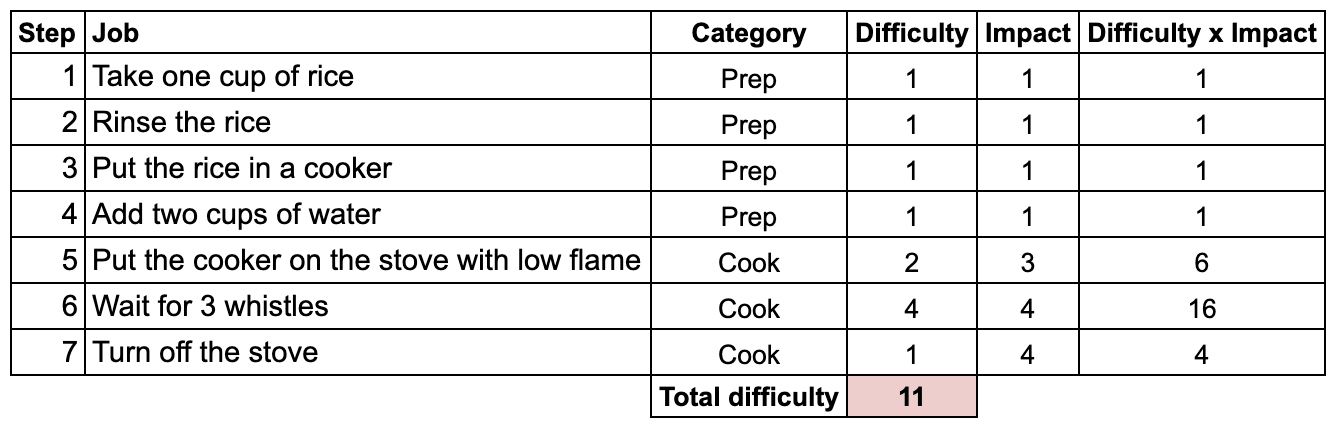 Step Job Category Difficulty Impact Difficulty x Impact
1 Take one cup of rice Prep 1 1 1
2 Rinse the rice Prep 1 1 1
3 Put the rice in a cooker Prep 1 1 1
4 Add two cups of water Prep 1 1 1
5 Put the cooker on the stove with low flame Cook 2 3 6
6 Wait for 3 whistles Cook 4 4 16
7 Turn off the stove Cook 1 4 4
Total difficulty 11